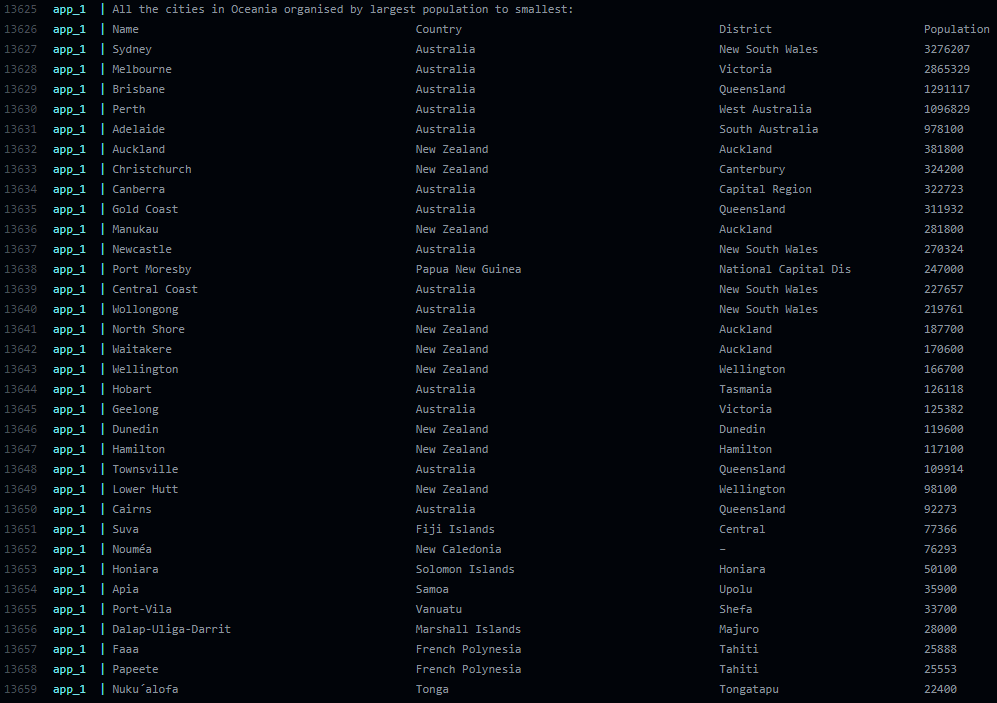 13625 app_1 | All the cities in Oceania organised by largest population to smallest:
13626 app_1 | Name Country District Population
13627 app_1 | Sydney Australia New South Wales 3276207
13628 app_1 | Melbourne Australia Victoria 2865329
13629 app_1 | Brisbane Australia Queensland 1291117
13630 app_1 | Perth Australia West Australia 1096829
13631 app_1 | Adelaide Australia South Australia 978100
13632 app_1 | Auckland New Zealand Auckland 381800
13633 app_1 | Christchurch New Zealand Canterbury 324200
13634 app_1 | Canberra Australia Capital Region 322723
13635 app_1 | Gold Coast Australia Queensland 311932
13636 app_1 | Manukau New Zealand Auckland 281800
13637 app_1 | Newcastle Australia New South Wales 270324
13638 app_1 | Port Moresby Papua New Guinea National Capital Dis 247000
13639 app_1 | Central Coast Australia New South Wales 227657
13640 app_1 | Wollongong Australia New South Wales 219761
13641 app_1 | North Shore New Zealand Auckland 187700
13642 app_1 | Waitakere New Zealand Auckland 170600
13643 app_1 | Wellington New Zealand Wellington 166700
13644 app_1 | Hobart Australia Tasmania 126118
13645 app_1 | Geelong Australia Victoria 125382
13646 app_1 | Dunedin New Zealand Dunedin 119600
13647 app_1 | Hamilton New Zealand Hamilton 117100
13648 app_1 | Townsville Australia Queensland 109914
13649 app_1 | Lower Hutt New Zealand Wellington 98100
13650 app_1 | Cairns Australia Queensland 92273
13651 app_1 | Suva Fiji Islands Central 77366
13652 app_1 | Nouméa New Caledonia – 76293
13653 app_1 | Honiara Solomon Islands Honiara 50100
13654 app_1 | Apia Samoa Upolu 35900
13655 app_1 | Port-Vila Vanuatu Shefa 33700
13656 app_1 | Dalap-Uliga-Darrit Marshall Islands Majuro 28000
13657 app_1 | Faaa French Polynesia Tahiti 25888
13658 app_1 | Papeete French Polynesia Tahiti 25553
13659 app_1 | Nuku´alofa Tonga Tongatapu 22400